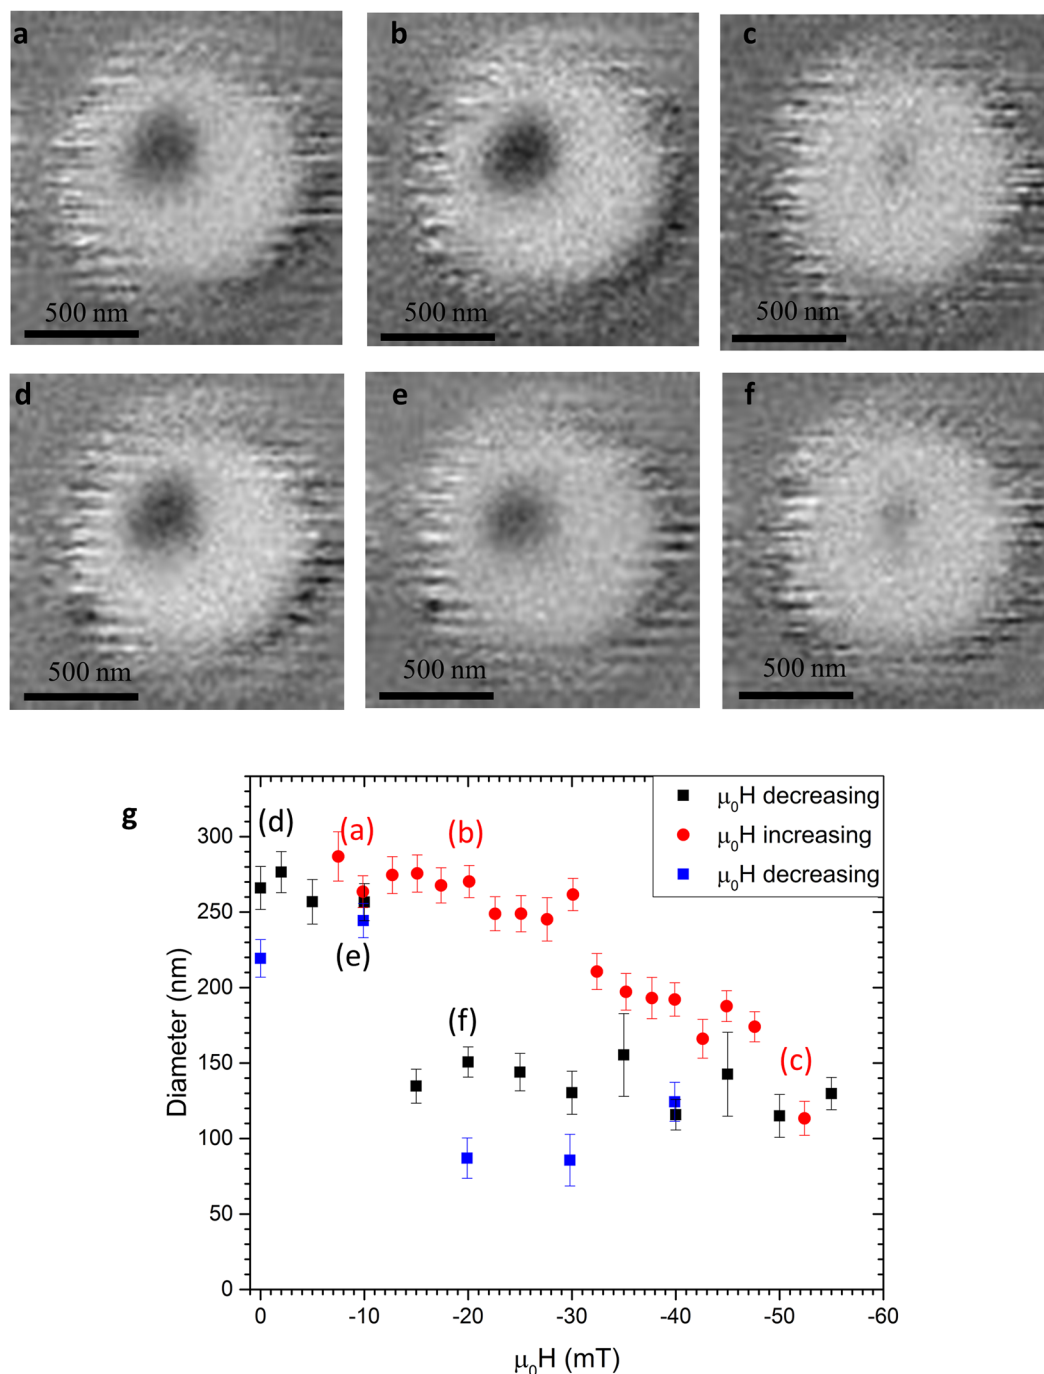 a
b
c
500 nm
500 nm
500 nm
d
e
f
500 nm
500 nm
500 nm
g
(d)
(a)
(b)
(e)
(f)
(c)
μ₀H decreasing
μ₀H increasing
μ₀H decreasing
300
250
200
150
100
50
0
Diameter (nm)
0 -10 -20 -30 -40 -50 -60
μ₀H (mT)